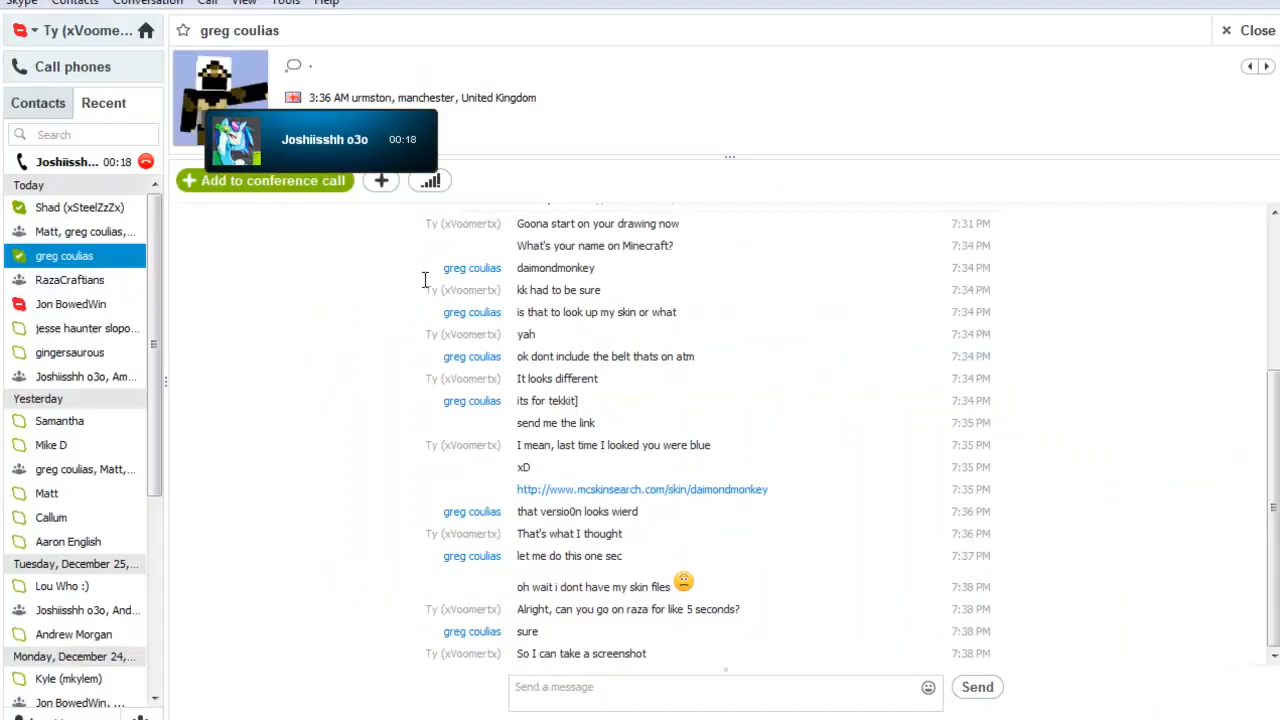 Skype Contacts Conversation Call View Tools Help
Ty (xVoome...
greg coulias
Close
Call phones
.
Contacts Recent
3:36 AM urmston, manchester, United Kingdom
Search
Joshiisshh o3o 00:18
Joshiissh... 00:18
Add to conference call
Today
Shad (xSteelZzZx)
Matt, greg coulias,...
greg coulias
RazaCraftians
Jon BowedWin
jesse haunter slopo...
gingersaurous
Joshiisshh o3o, Am...
Yesterday
Samantha
Mike D
greg coulias, Matt,...
Matt
Callum
Aaron English
Tuesday, December 25,...
Lou Who :)
Joshiisshh o3o, And...
Andrew Morgan
Monday, December 24,...
Kyle (mkylem)
Jon BowedWin, ...
Ty (xVoomertx) Goona start on your drawing now 7:31 PM
What's your name on Minecraft? 7:34 PM
greg coulias daimondmonkey 7:34 PM
Ty (xVoomertx) kk had to be sure 7:34 PM
greg coulias is that to look up my skin or what 7:34 PM
Ty (xVoomertx) yah 7:34 PM
greg coulias ok dont include the belt thats on atm 7:34 PM
Ty (xVoomertx) It looks different 7:34 PM
greg coulias its for tekkit] 7:34 PM
send me the link 7:35 PM
Ty (xVoomertx) I mean, last time I looked you were blue 7:35 PM
xD 7:35 PM
http://www.mcskinsearch.com/skin/daimondmonkey 7:35 PM
greg coulias that versio0n looks wierd 7:36 PM
Ty (xVoomertx) That's what I thought 7:36 PM
greg coulias let me do this one sec 7:37 PM
oh wait i dont have my skin files 7:38 PM
Ty (xVoomertx) Alright, can you go on raza for like 5 seconds? 7:38 PM
greg coulias sure 7:38 PM
Ty (xVoomertx) So I can take a screenshot 7:38 PM
Send a message
Send